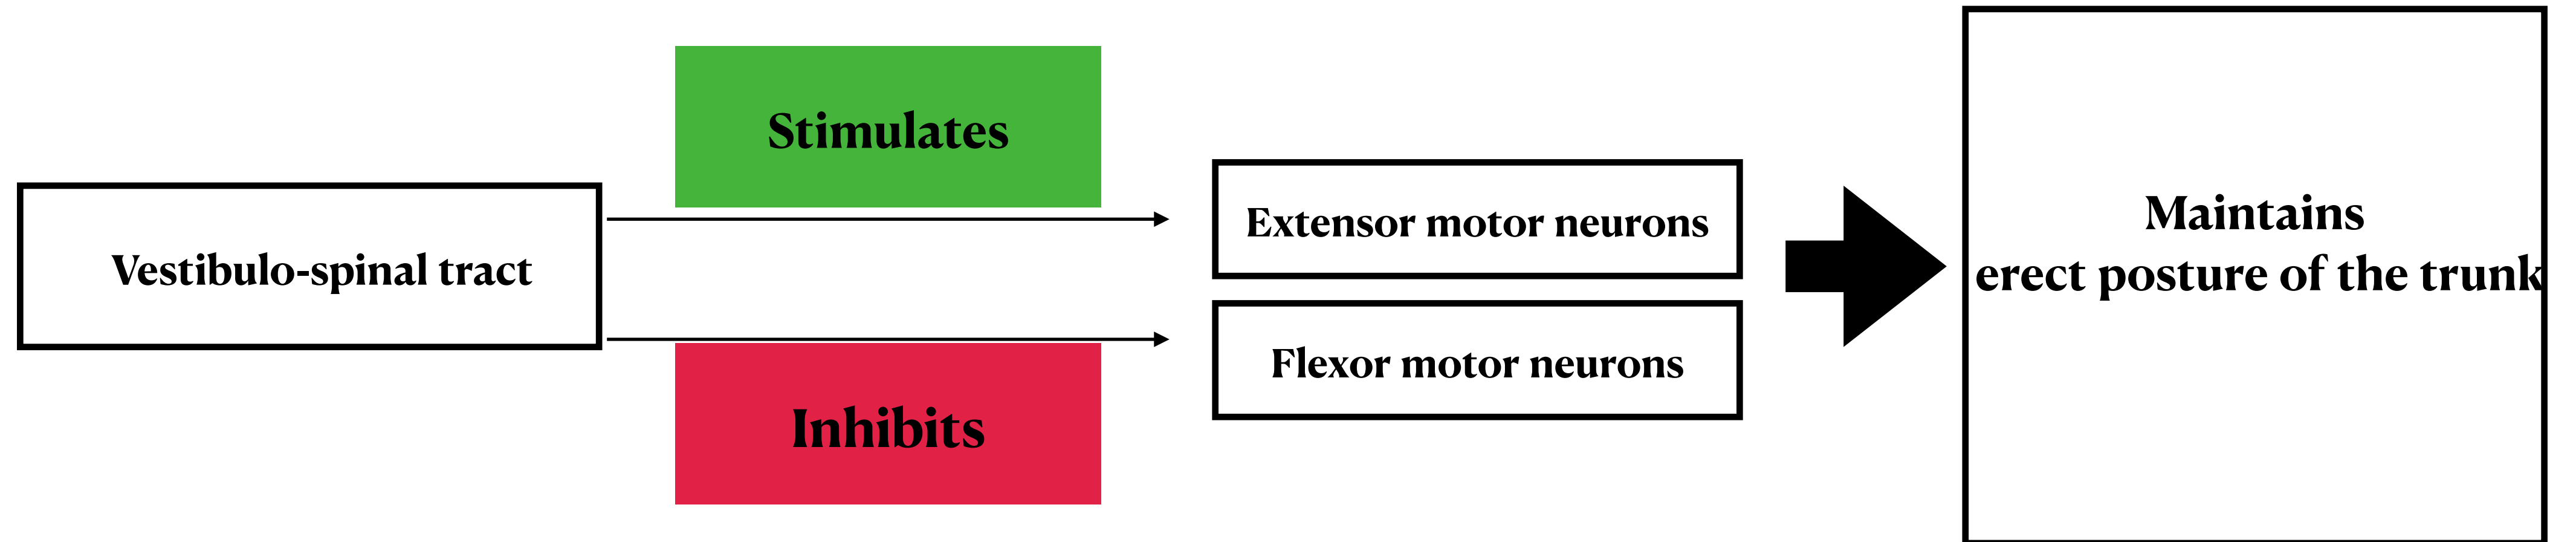 Stimulates
Vestibulo-spinal tract
Inhibits
Extensor motor neurons
Flexor motor neurons
Maintains
erect posture of the trunk